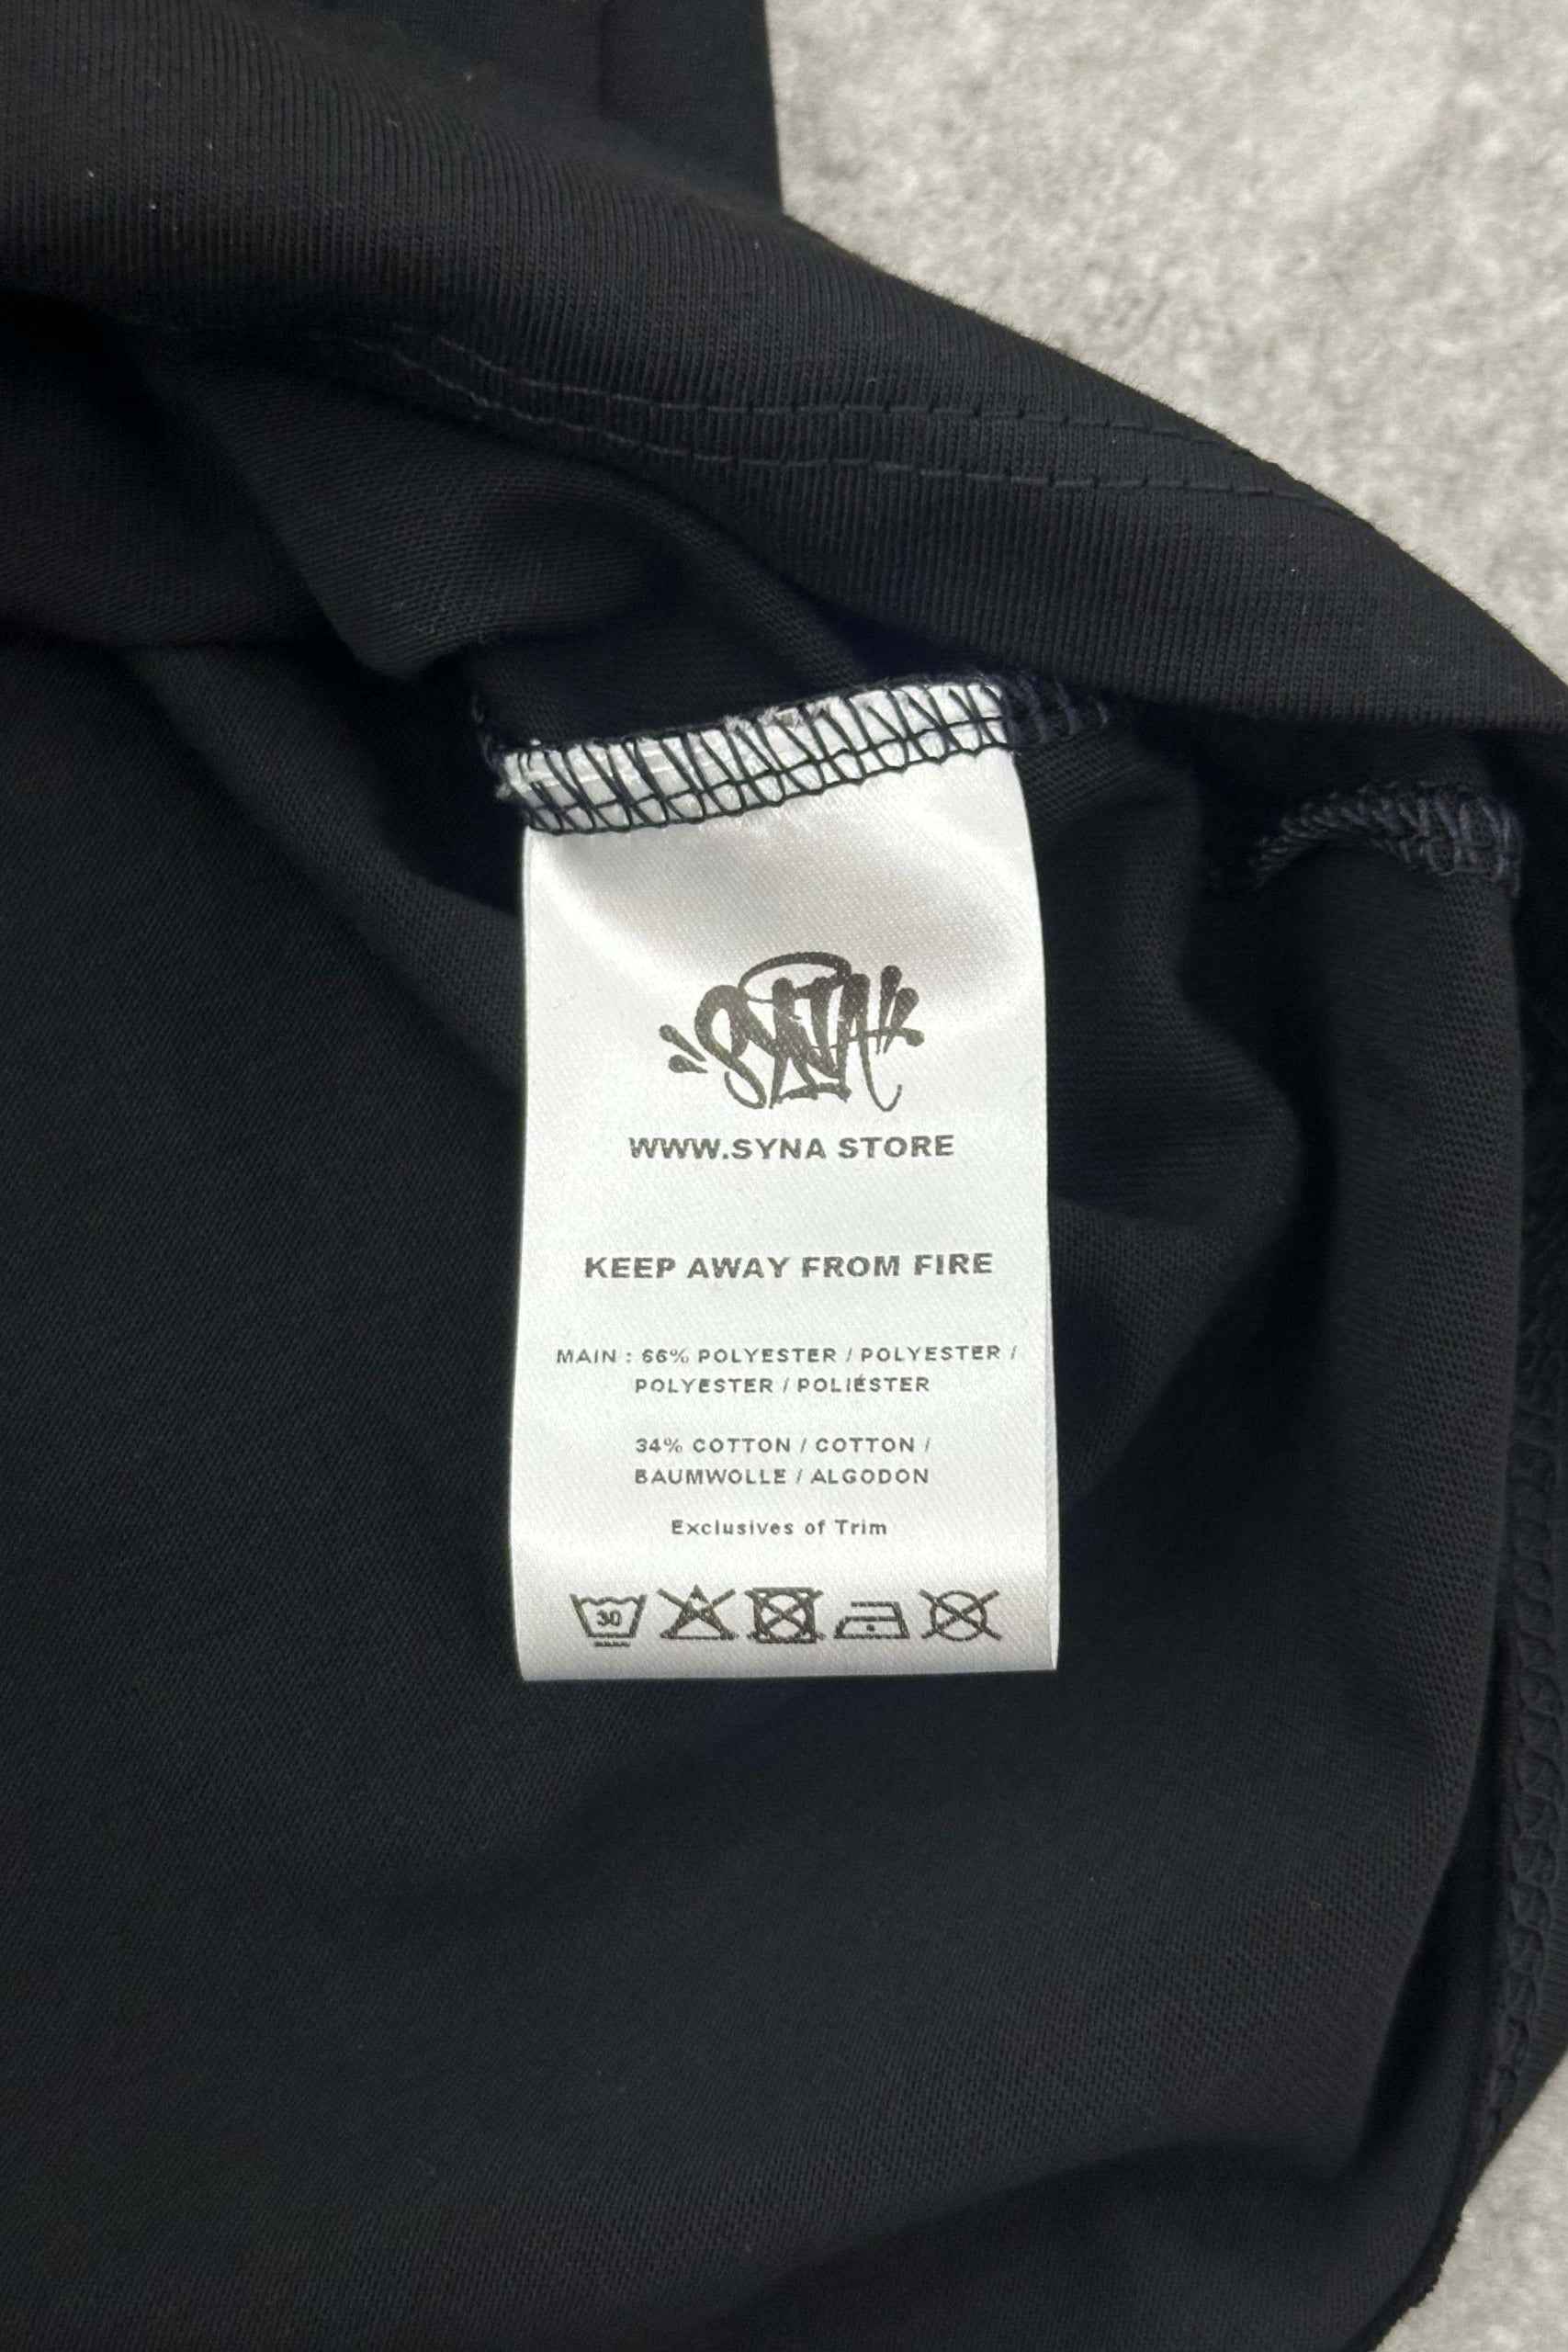 SYNA
WWW.SYNA STORE
KEEP AWAY FROM FIRE
MAIN : 66% POLYESTER / POLYESTER /
POLYESTER / POLIÉSTER
34% COTTON / COTTON /
BAUMWOLLE / ALGODON
Exclusives of Trim
30